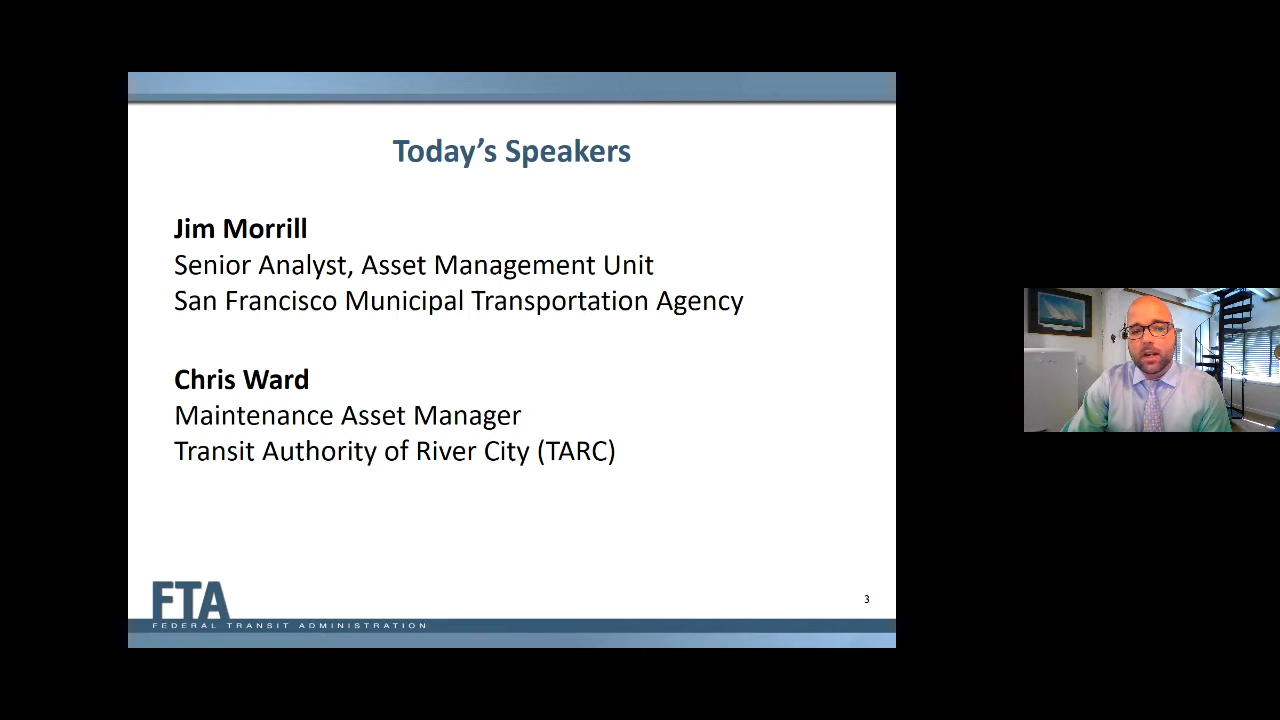 Today's Speakers
Jim Morrill
Senior Analyst, Asset Management Unit
San Francisco Municipal Transportation Agency
Chris Ward
Maintenance Asset Manager
Transit Authority of River City (TARC)
FTA
FEDERAL TRANSIT ADMINISTRATION
3